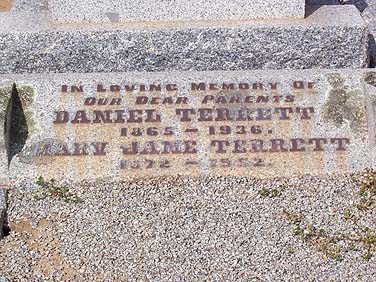 In Loving Memory Of
Our Dear Parents
DANIEL TERRETT
1865 – 1936.
MARY JANE TERRETT
1872 – 1952.